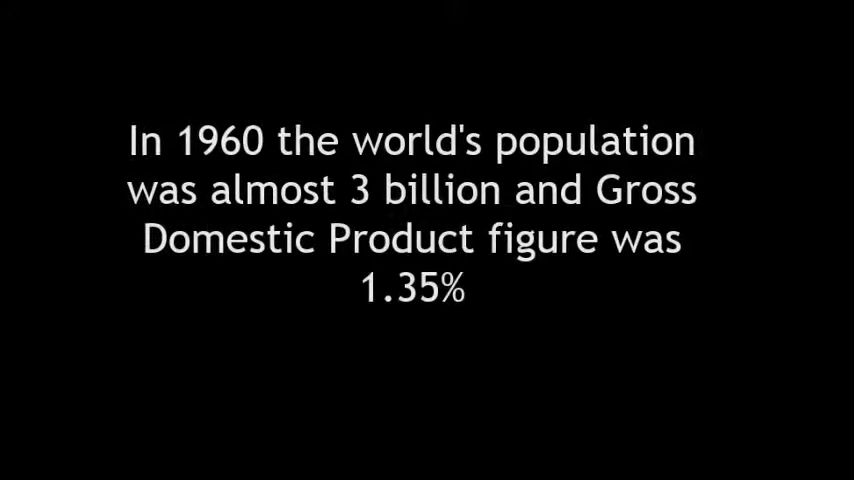 In 1960 the world's population
was almost 3 billion and Gross
Domestic Product figure was
1.35%